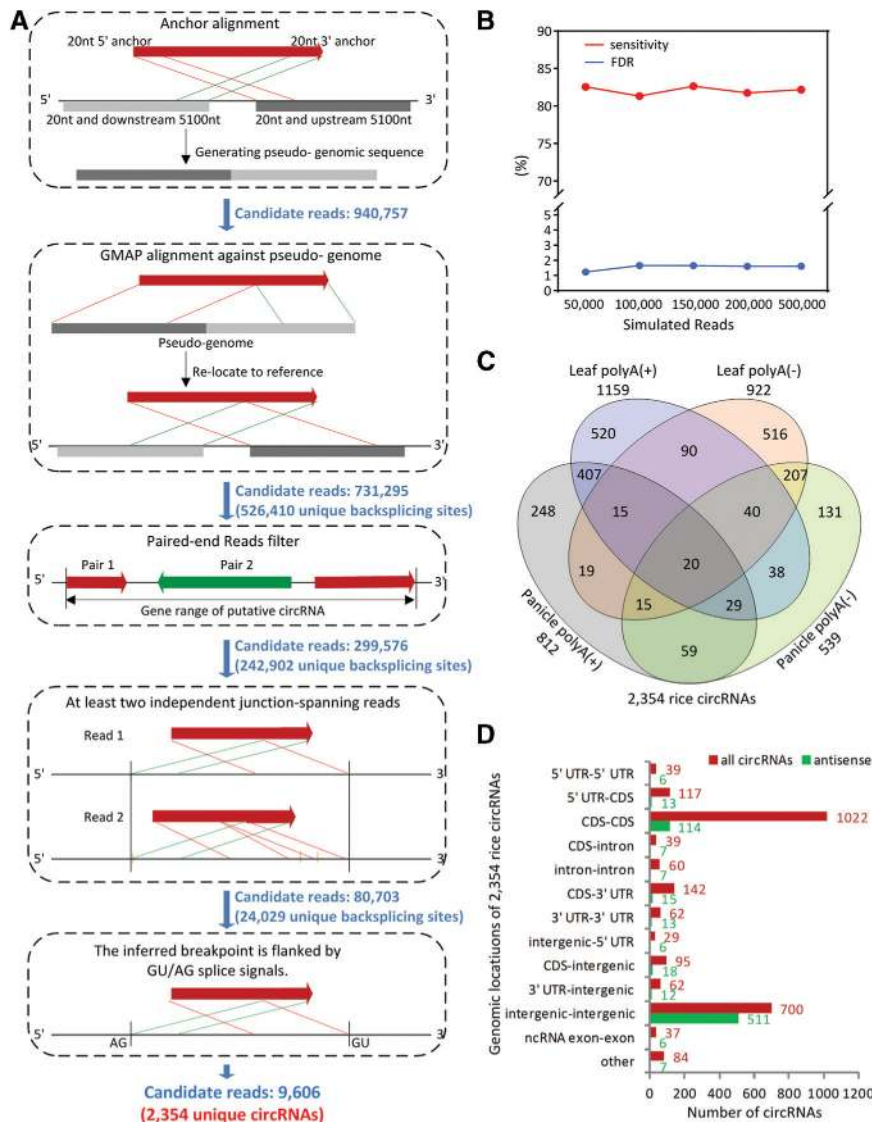 A
Anchor alignment
20nt 5' anchor
20nt 3' anchor
5'
3'
20nt and downstream 5100nt
20nt and upstream 5100nt
Generating pseudo- genomic sequence
Candidate reads: 940,757
GMAP alignment against pseudo- genome
Pseudo-genome
Re-locate to reference
5'
3'
Candidate reads: 731,295
(526,410 unique backsplicing sites)
Paired-end Reads filter
Pair 1
Pair 2
5'
3'
Gene range of putative circRNA
Candidate reads: 299,576
(242,902 unique backsplicing sites)
At least two independent junction-spanning reads
Read 1
5'
3'
Read 2
5'
3'
Candidate reads: 80,703
(24,029 unique backsplicing sites)
The inferred breakpoint is flanked by
GU/AG splice signals.
5'
3'
AG
GU
Candidate reads: 9,606
(2,354 unique circRNAs)
B
sensitivity
FDR
90
85
80
75
70
5
4
3
2
1
0
(%)
50,000
100,000
150,000
200,000
500,000
Simulated Reads
C
Leaf polyA(+)
1159
Leaf polyA(-)
922
520
90
516
407
207
248
15
40
131
20
19
38
15
29
59
Panicle polyA(+)
812
Panicle polyA(-)
539
2,354 rice circRNAs
D
all circRNAs
antisense
Genomic locatiuons of 2,354 rice circRNAs
5' UTR-5' UTR
39
6
5' UTR-CDS
117
13
CDS-CDS
1022
114
CDS-intron
39
7
intron-intron
60
7
CDS-3' UTR
142
15
3' UTR-3' UTR
62
13
intergenic-5' UTR
29
6
CDS-intergenic
95
18
3' UTR-intergenic
62
12
intergenic-intergenic
700
511
ncRNA exon-exon
37
6
other
84
7
0 200 400 600 800 1000 1200
Number of circRNAs